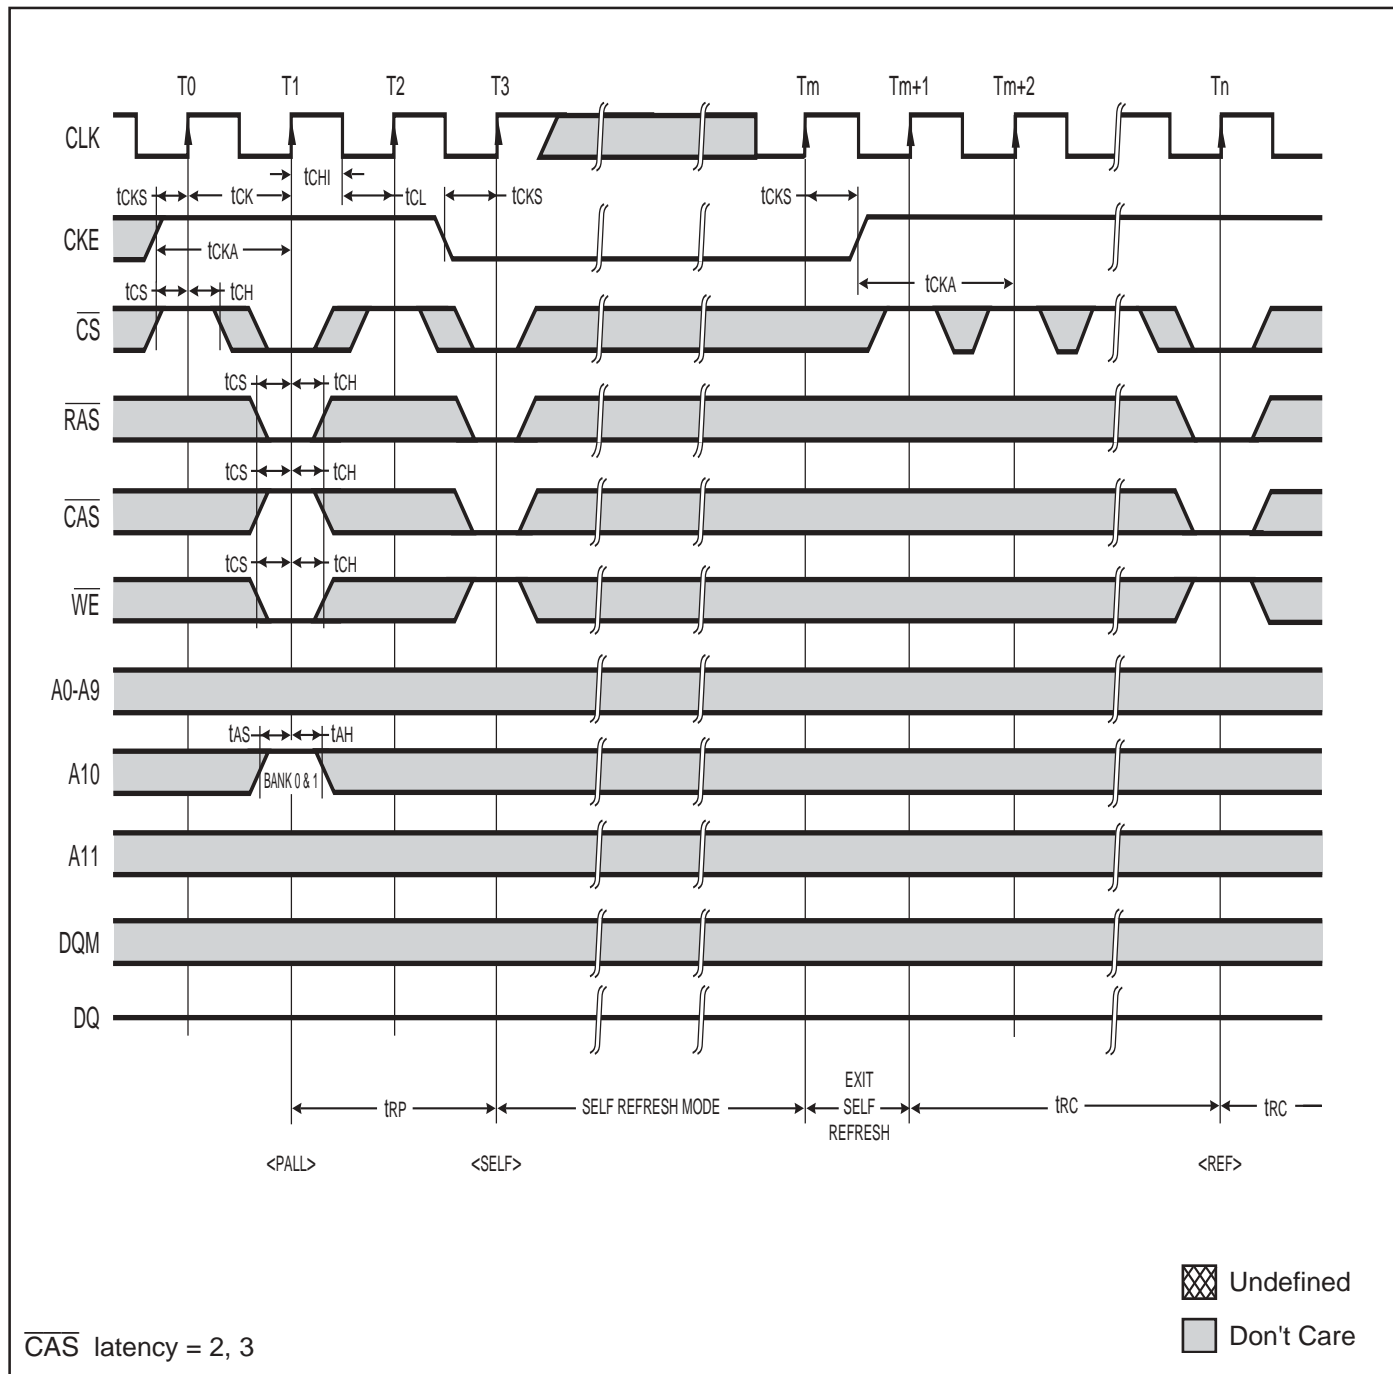 T0 T1 T2 T3 Tm Tm+1 Tm+2 Tn
CLK
tCHI
tCKS tCK tCL tCKS tCKS
CKE
tCKA
tCKA
tCS tCH
CS
tCS tCH
RAS
tCS tCH
CAS
tCS tCH
WE
A0-A9
tAS tAH
A10
BANK 0 & 1
A11
DQM
DQ
tRP SELF REFRESH MODE EXIT
SELF
REFRESH
tRC tRC
<PALL> <SELF> <REF>
Undefined
Don't Care
CAS latency = 2, 3